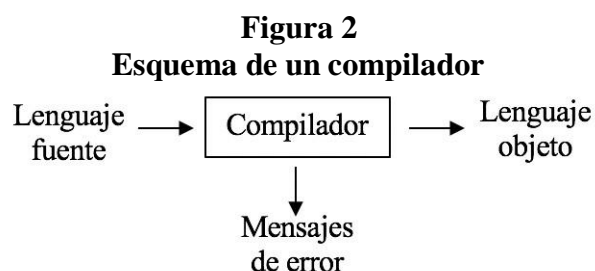 Figura 2
Esquema de un compilador
Lenguaje
fuente
Compilador
Lenguaje
objeto
Mensajes
de error